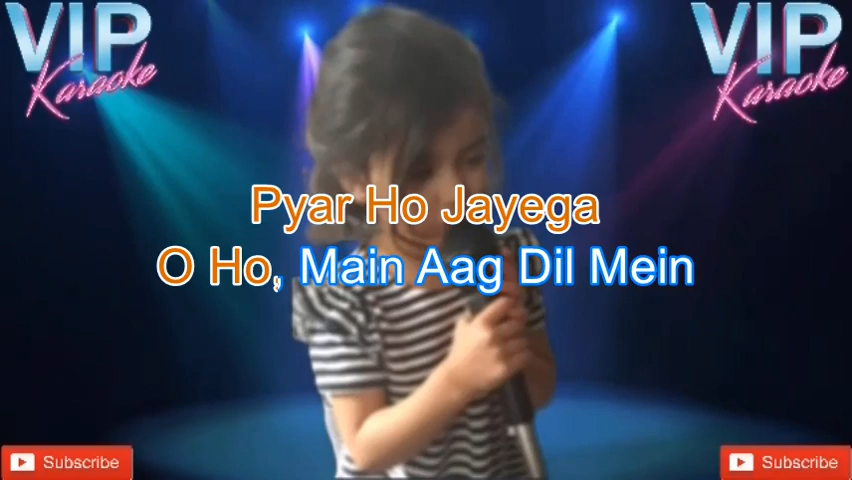 VIP
Karaoke
VIP
Karaoke
Pyar Ho Jayega
O Ho, Main Aag Dil Mein
Subscribe
Subscribe